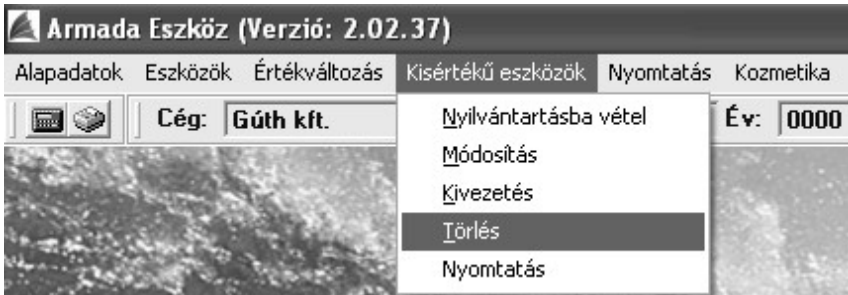 Armada Eszköz (Verzió: 2.02.37)
Alapadatok Eszközök Értékváltozás Kisértékű eszközök Nyomtatás Kozmetika
Cég: Gúth kft. Év: 0000
Nyilvántartásba vétel
Módosítás
Kivezetés
Törlés
Nyomtatás